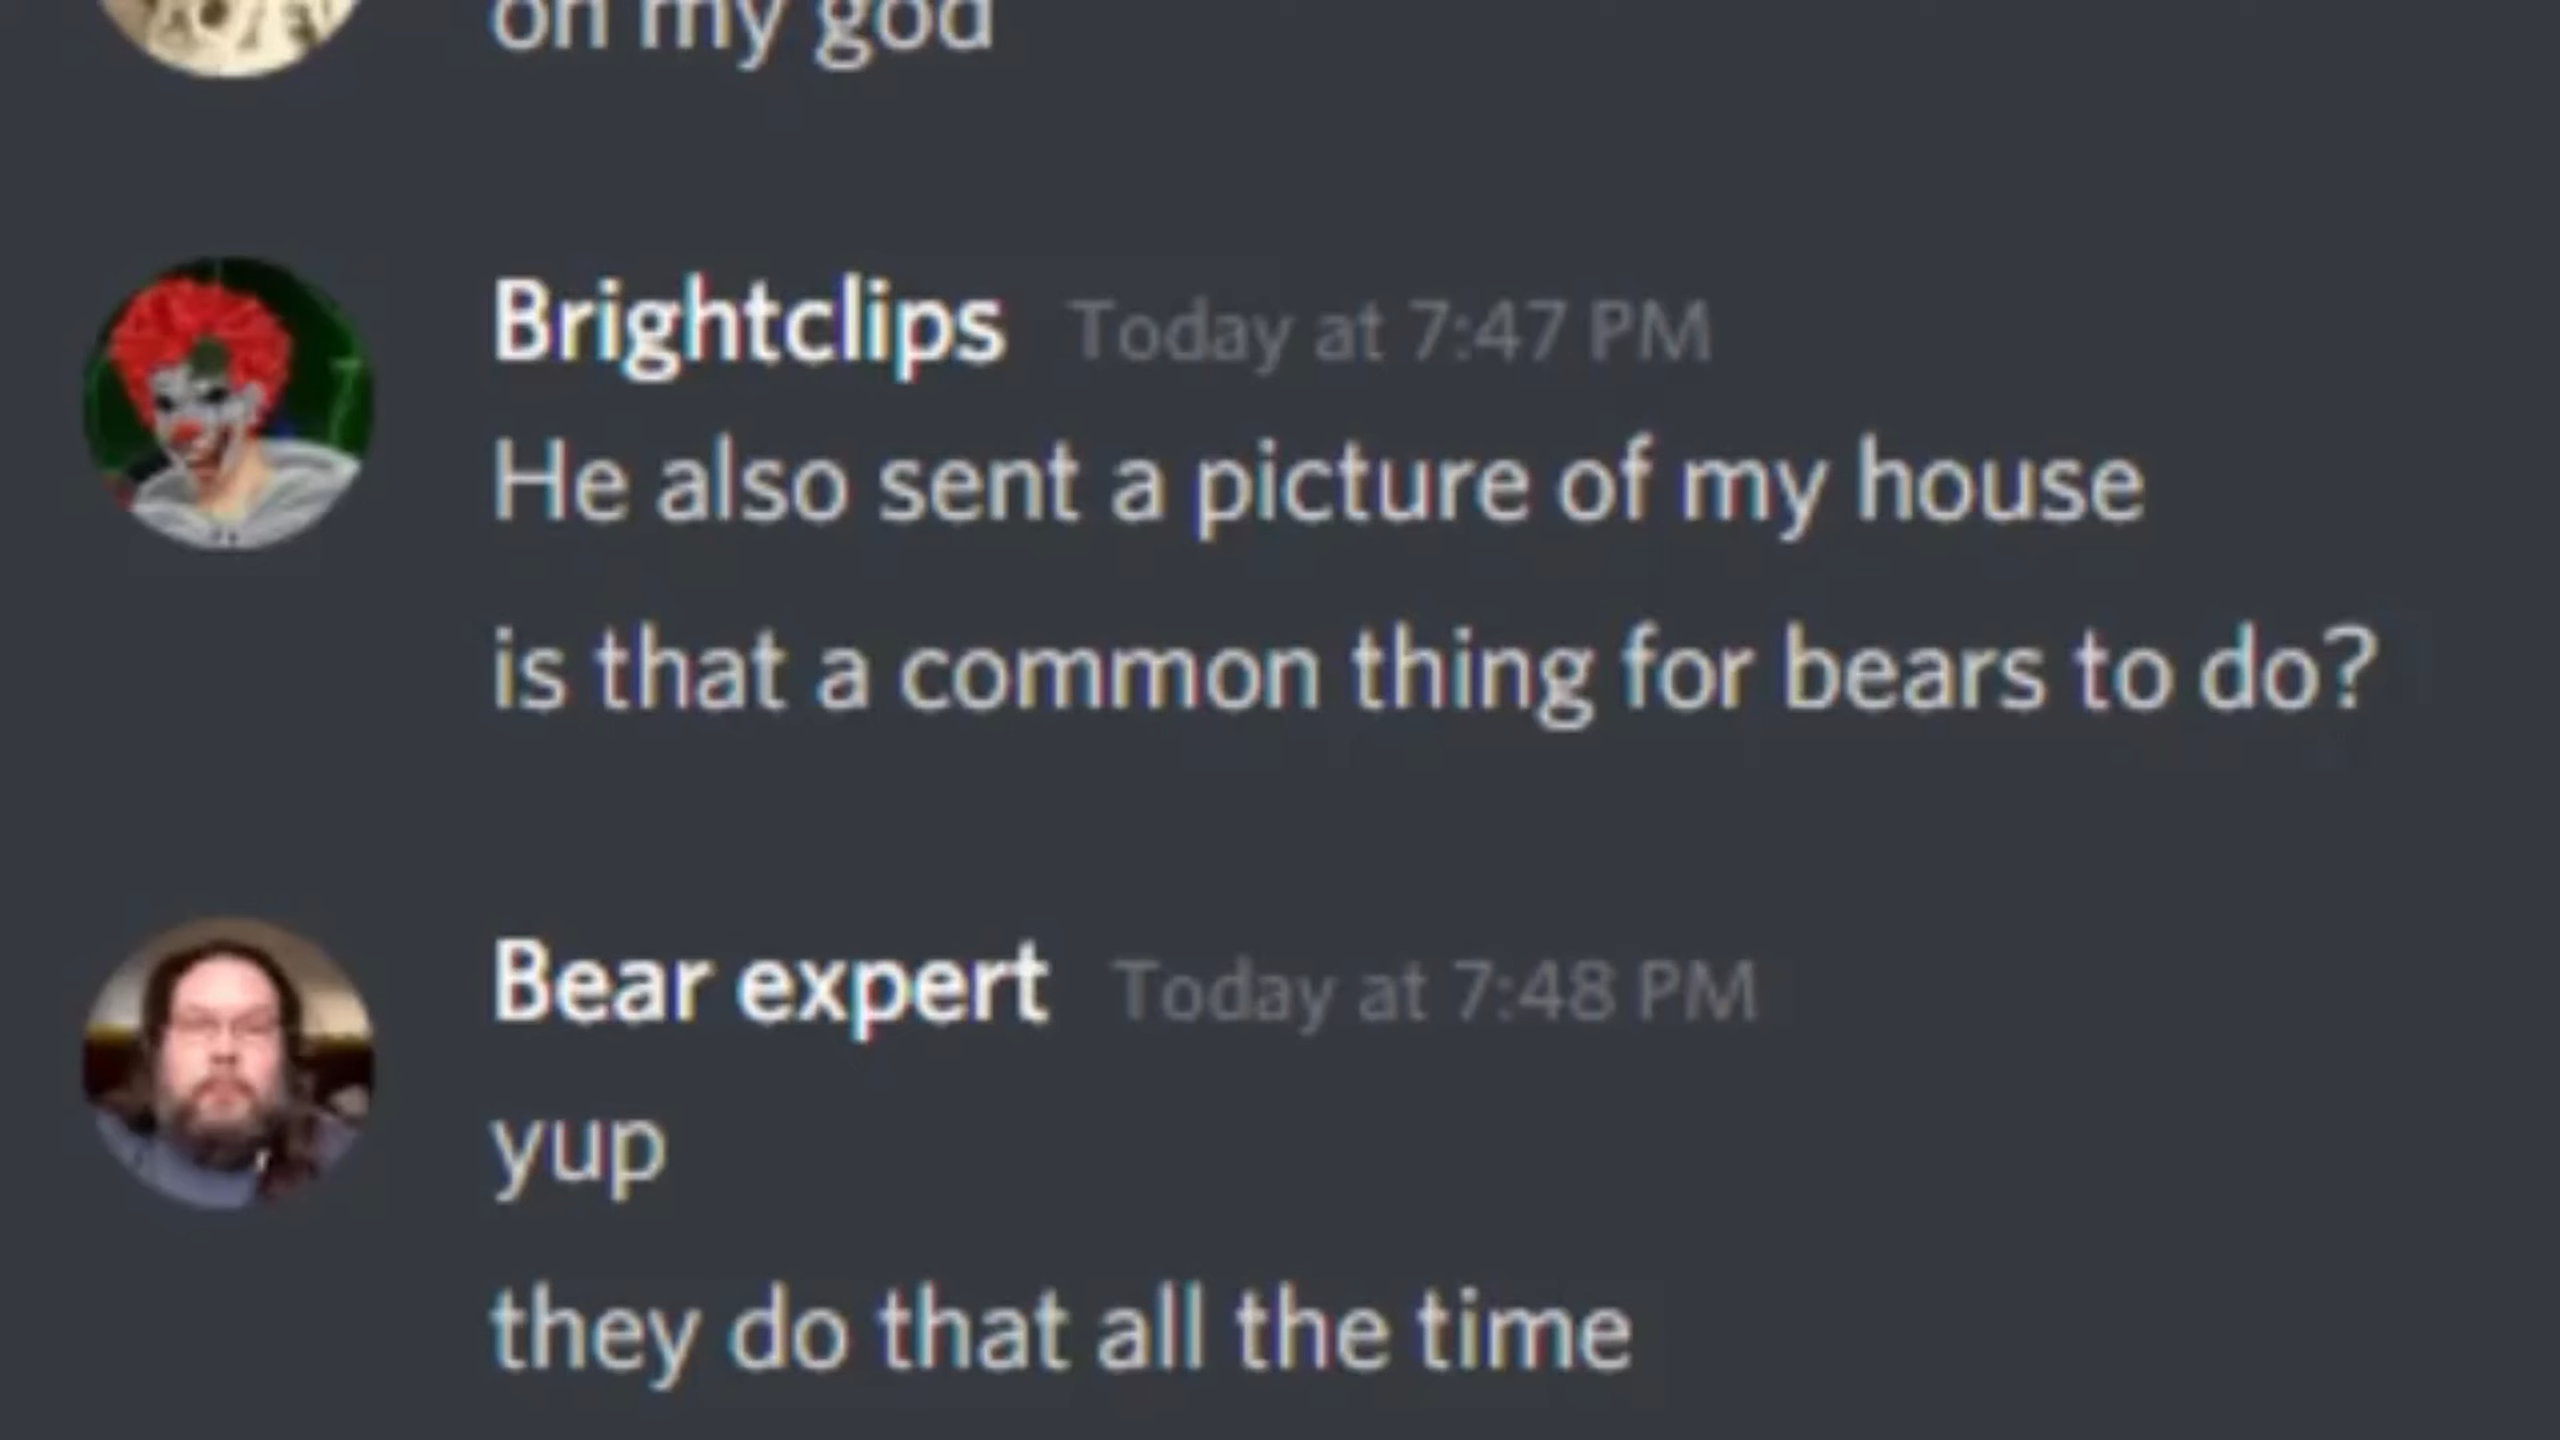 oh my god
Brightclips Today at 7:47 PM
He also sent a picture of my house
is that a common thing for bears to do?
Bear expert Today at 7:48 PM
yup
they do that all the time